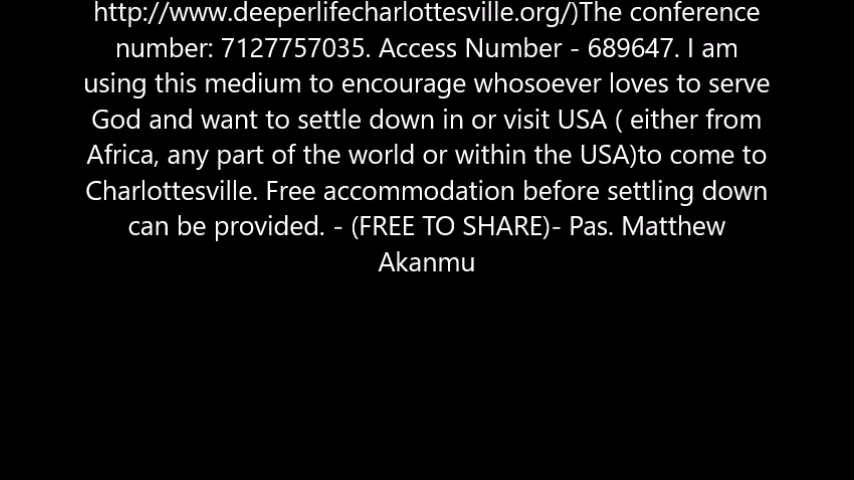 http://www.deeperlifecharlottesville.org/)The conference
number: 7127757035. Access Number - 689647. I am
using this medium to encourage whosoever loves to serve
God and want to settle down in or visit USA ( either from
Africa, any part of the world or within the USA)to come to
Charlottesville. Free accommodation before settling down
can be provided. - (FREE TO SHARE)- Pas. Matthew
Akanmu